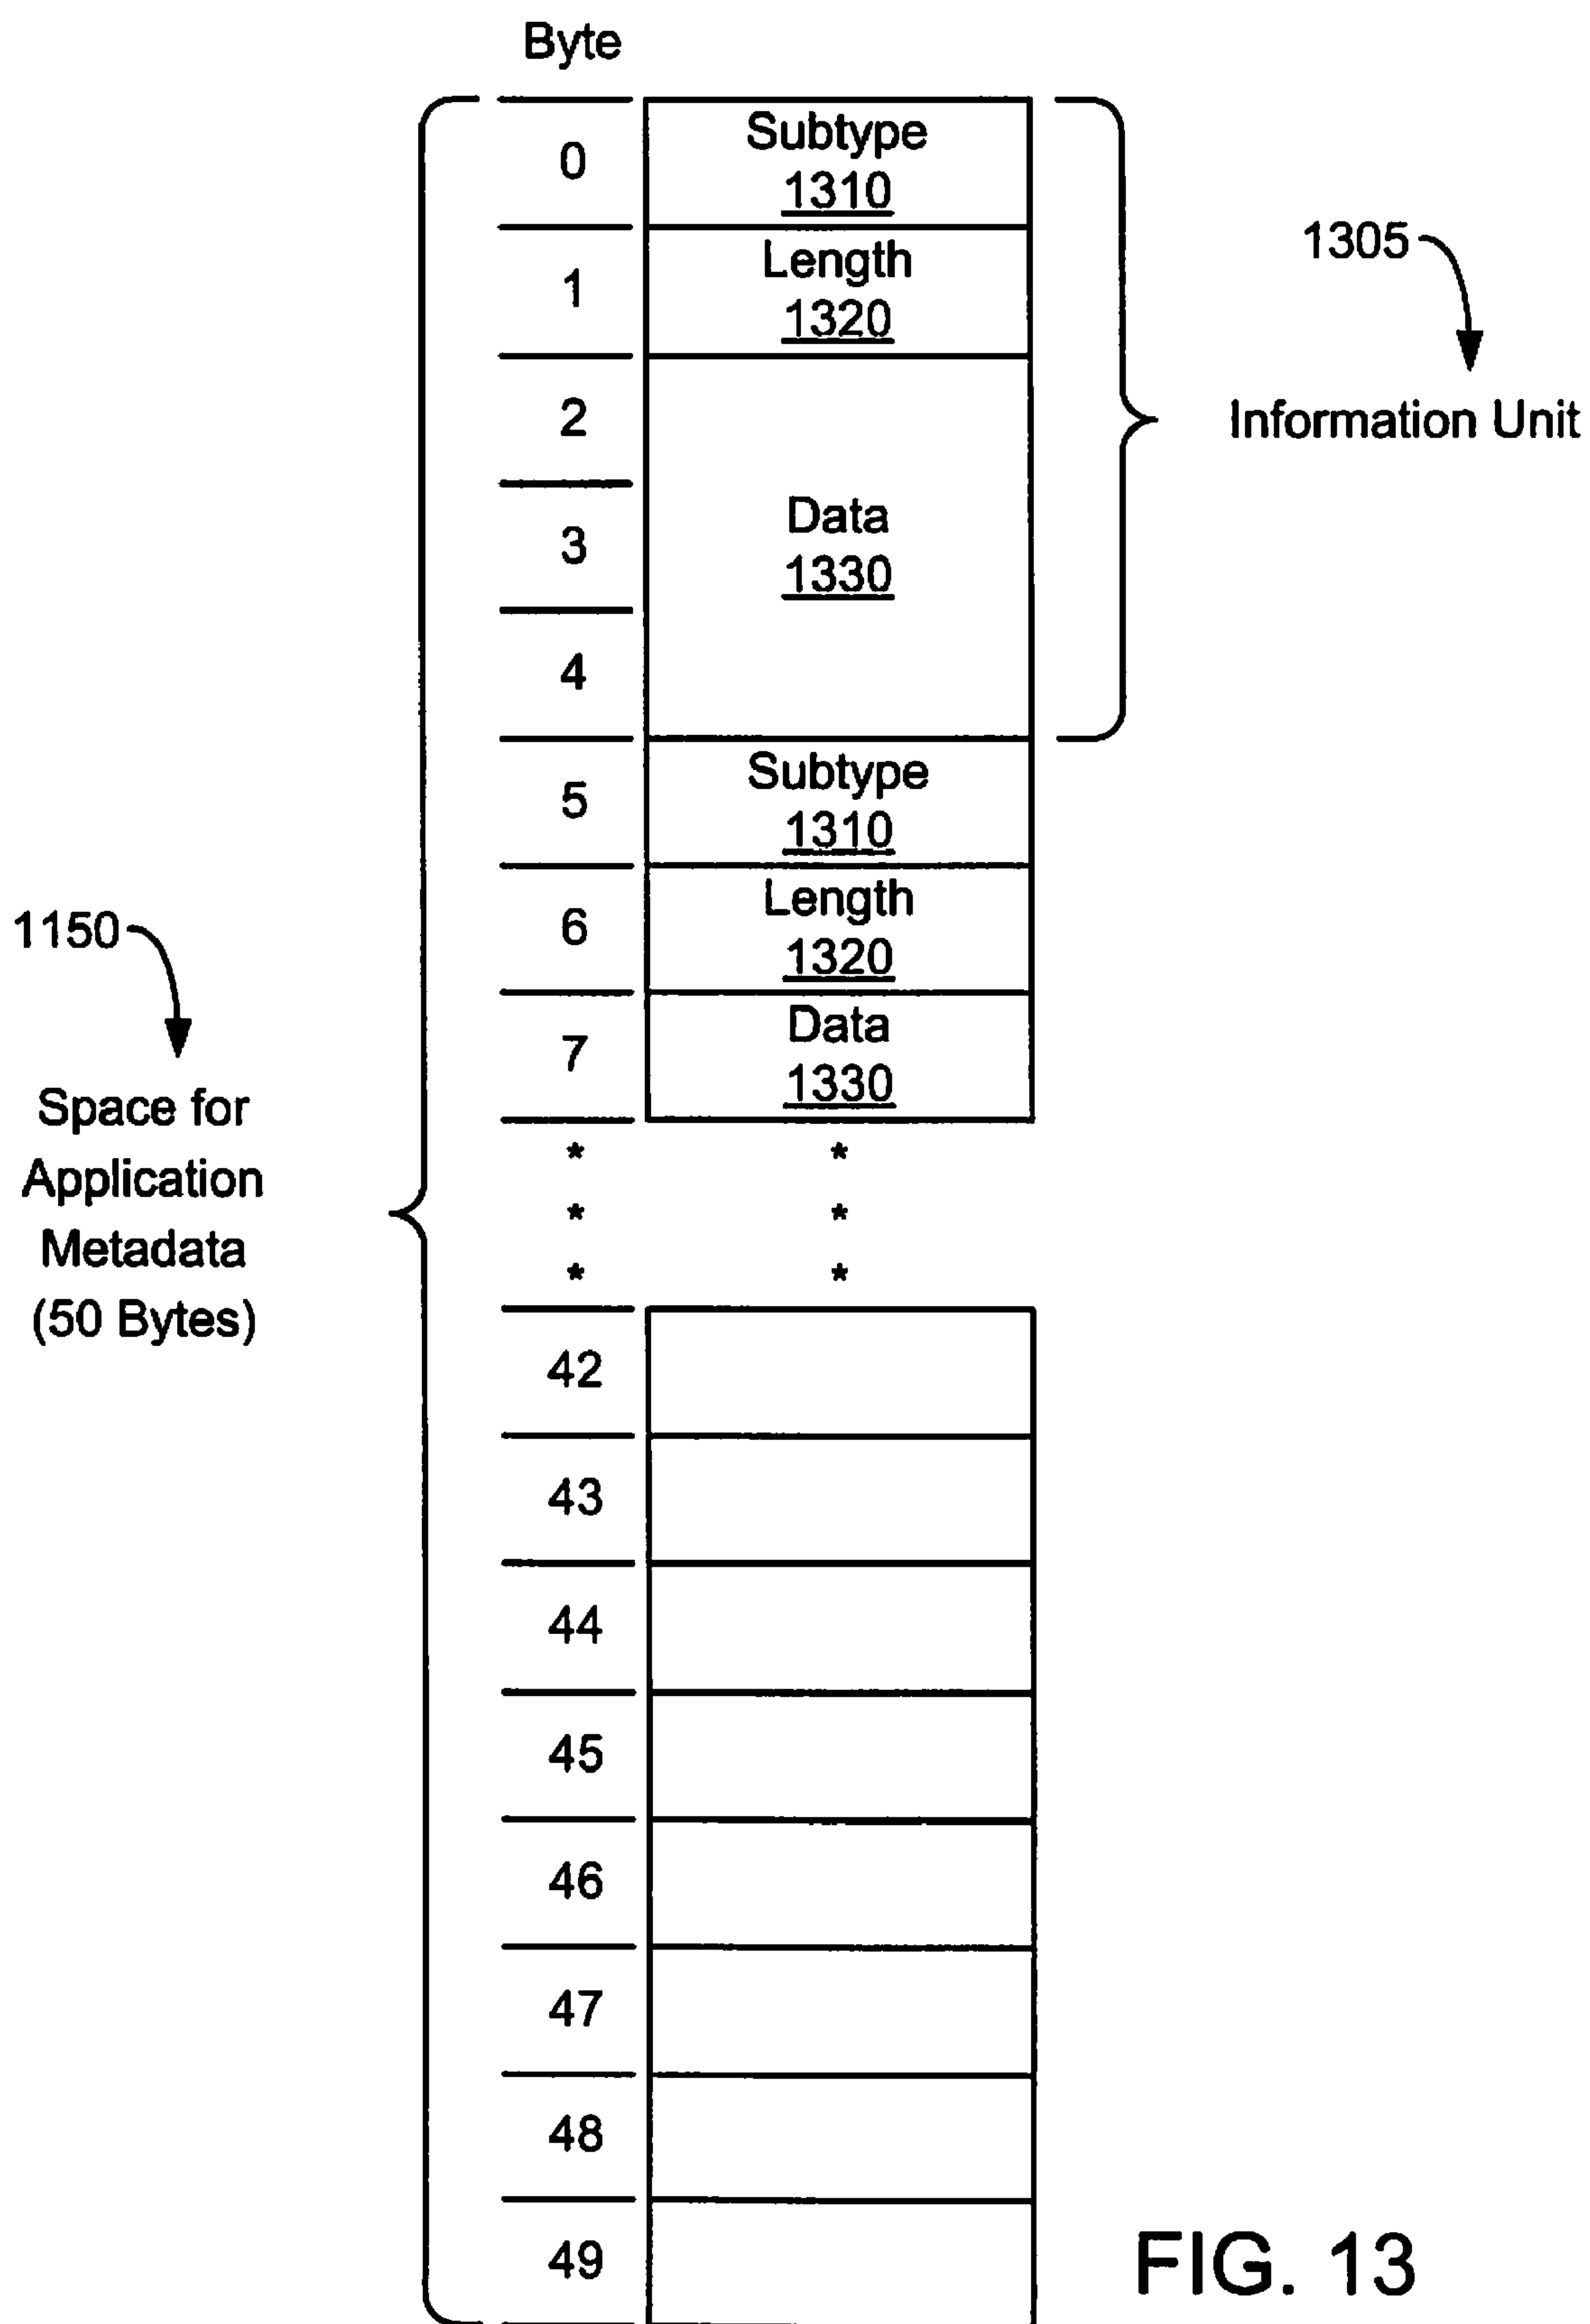 Byte
0
Subtype
1310
1
Length
1320
2
3
Data
1330
4
1305
Information Unit
5
Subtype
1310
6
Length
1320
7
Data
1330
1150
Space for
Application
Metadata
(50 Bytes)
* *
* *
* *
42
43
44
45
46
47
48
49
FIG. 13